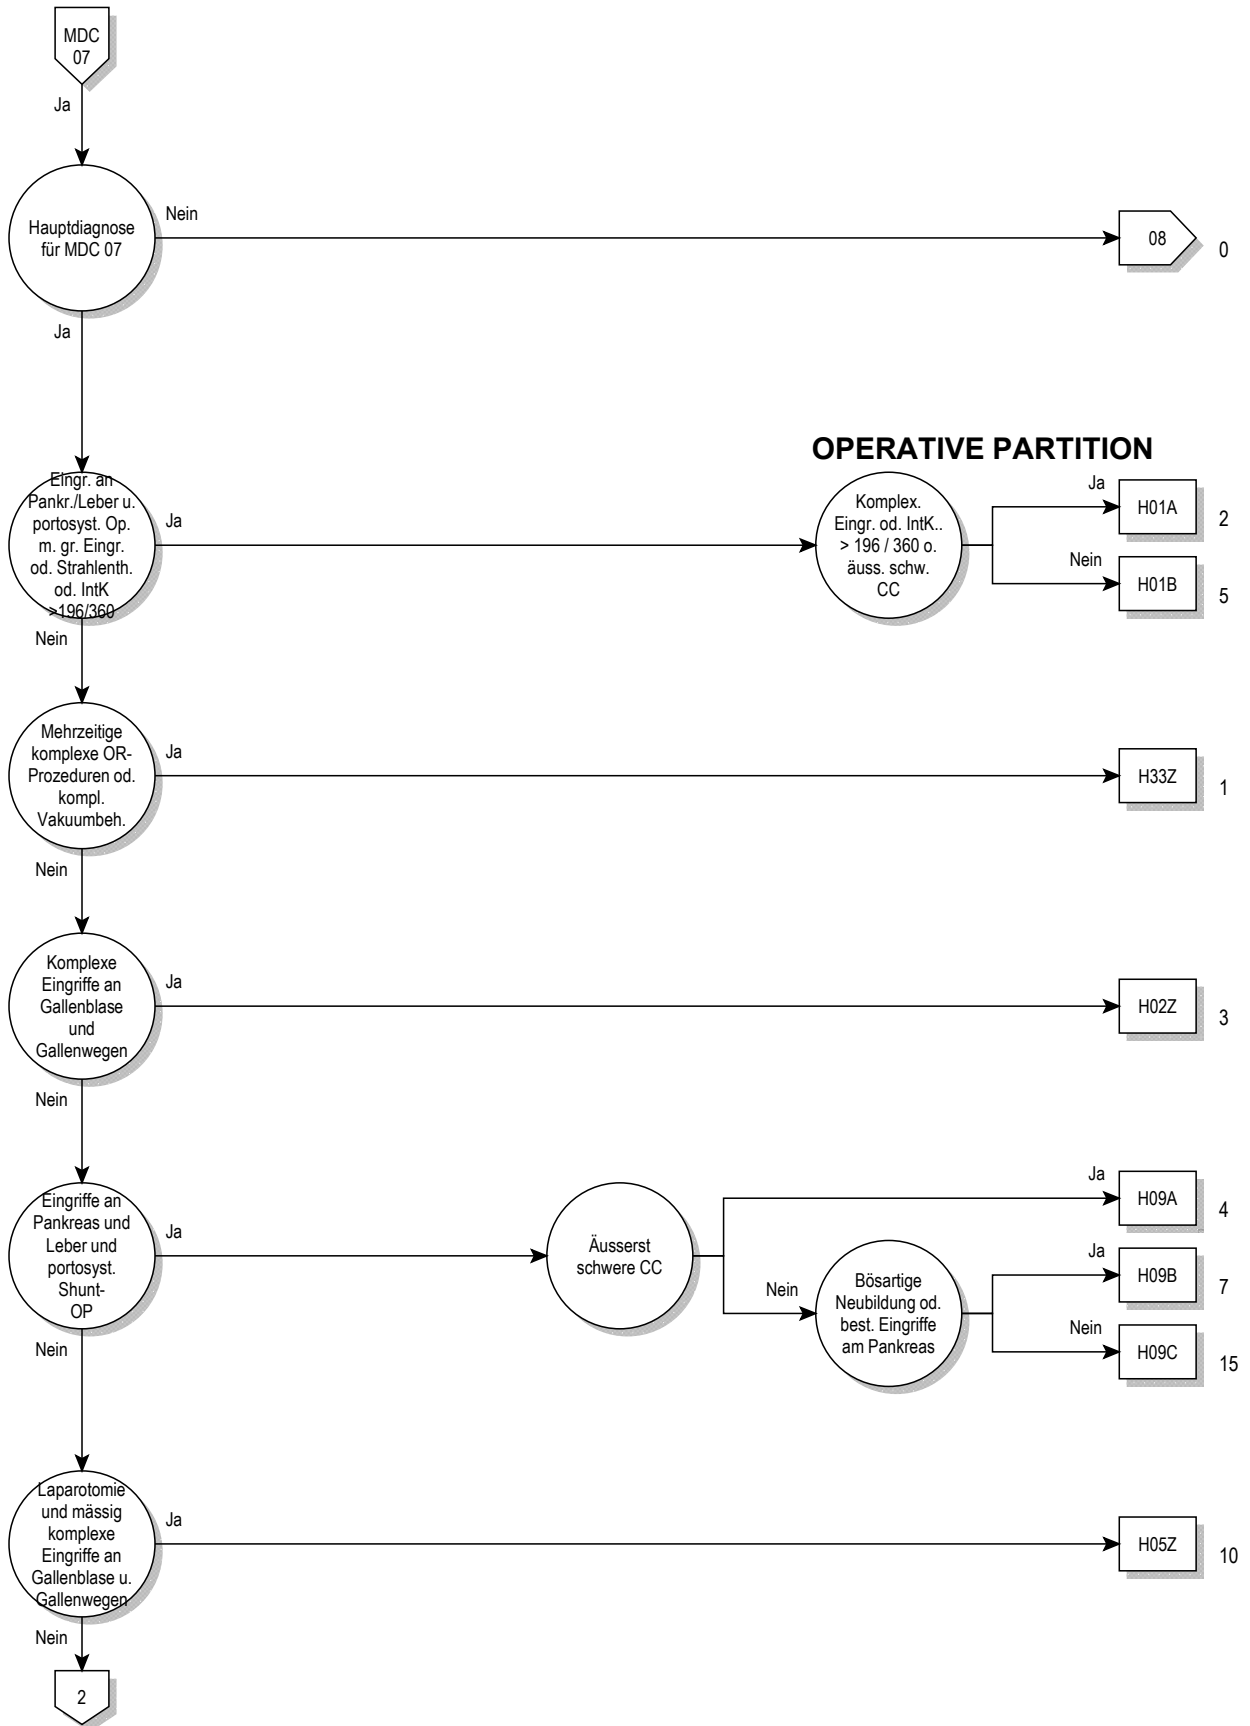 MDC
07
Ja
Hauptdiagnose
für MDC 07
Nein
08
0
Ja
OPERATIVE PARTITION
Eingr. an
Pankr./Leber u.
portosyst. Op.
m. gr. Eingr.
od. Strahlenth.
od. IntK
>196/360
Ja
Komplex.
Eingr. od. IntK..
> 196 / 360 o.
äuss. schw.
CC
Ja
H01A
2
Nein
H01B
5
Nein
Mehrzeitige
komplexe OR-
Prozeduren od.
kompl.
Vakuumbeh.
Ja
H33Z
1
Nein
Komplexe
Eingriffe an
Gallenblase
und
Gallenwegen
Ja
H02Z
3
Nein
Eingriffe an
Pankreas und
Leber und
portosyst.
Shunt-
OP
Ja
Äusserst
schwere CC
Ja
H09A
4
Nein
Bösartige
Neubildung od.
best. Eingriffe
am Pankreas
Ja
H09B
7
Nein
H09C
15
Nein
Laparotomie
und mässig
komplexe
Eingriffe an
Gallenblase u.
Gallenwegen
Ja
H05Z
10
Nein
2